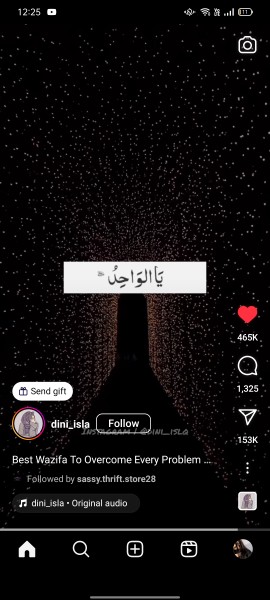 12:25
يَا الوَاحِدُ
465K
Send gift
1,325
dini_isla
Follow
INSTAGRAM / @DINI_ISLA
153K
Best Wazifa To Overcome Every Problem ...
Followed by sassy.thrift.store28
dini_isla • Original audio